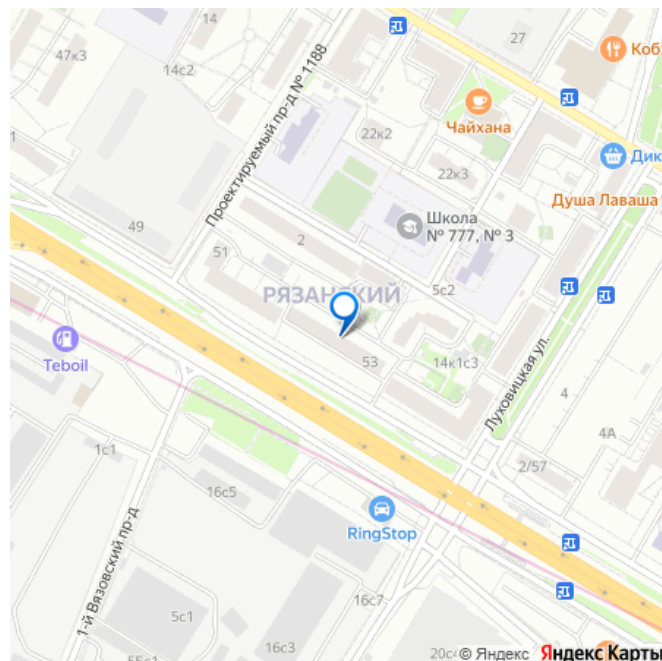 14
27
Коб
47к3
14с2
Чайхана
22к2
Дик
22к3
Проектируемый пр-д № 1188
Душа Лаваша
Школа
№ 777, № 3
49
2
51
5с2
РЯЗАНСКИЙ
Teboil
53
14к1с3
Луховицкая ул.
4
4А
1с1
2/57
16с5
RingStop
1-й Вязовский пр-д
16с7
5с1
16с3
© Яндекс Яндекс Карты